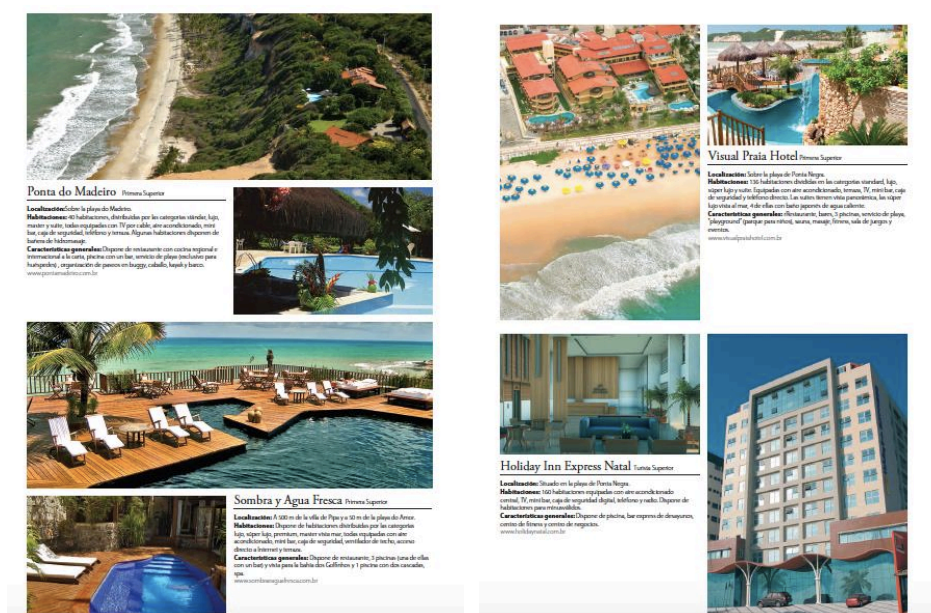 Ponta do Madeiro Primera Superior
Localización:Sobre la playa do Madeiro.
Habitaciones: 40 habitaciones, distribuidas por las categorías stándar, lujo,
master y suite, todas equipadas con TV por cable, aire acondicionado, mini
bar, caja de seguridad, teléfono y terraza. Algunas habitaciones disponen de
bañera de hidromasaje.
Características generales: Dispone de restaurante con cocina regional e
internacional a la carta, piscina con un bar, servicio de playa (exclusivo para
huéspedes) , organización de paseos en buggy, caballo, kayak y barco.
www.pontamadeiro.com.br
Sombra y Agua Fresca Primera Superior
Localización: A 500 m de la villa de Pipa y a 50 m de la playa do Amor.
Habitaciones: Dispone de habitaciones distribuidas por las categorías
lujo, súper lujo, premium, master vista mar, todas equipadas con aire
acondicionado, mini bar, caja de seguridad, ventilador de techo, acceso
directo a Internet y terraza.
Características generales: Dispone de restaurante, 3 piscinas (una de ellas
con un bar) y vista para la bahía dos Golfinhos y 1 piscina con dos cascadas,
spa.
www.sombraeaguafresca.com.br
Visual Praia Hotel Primera Superior
Localización: Sobre la playa de Ponta Negra.
Habitaciones: 136 habitaciones divididas en las categorías standard, lujo,
súper lujo y suite. Equipadas con aire acondicionado, terraza, TV, mini bar, caja
de seguridad y teléfono directo. Las suites tienen vista panorámica, las súper
lujo vista al mar, 4 de ellas con baño japonés de agua caliente.
Características generales: rRestaurante, bares, 3 piscinas, servicio de playa,
"playground" (parque para niños), sauna, masaje, fitness, sala de juegos y
eventos.
www.visualpraiahotel.com.br
Holiday Inn Express Natal Turista Superior
Localización: Situado en la playa de Ponta Negra.
Habitaciones: 160 habitaciones equipadas con aire acondicionado
central, TV, mini bar, caja de seguridad digital, teléfono y radio. Dispone de
habitaciones para minusválidos.
Características generales: Dispone de piscina, bar express de desayunos,
centro de fitness y centro de negocios.
www.holidaynatal.com.br